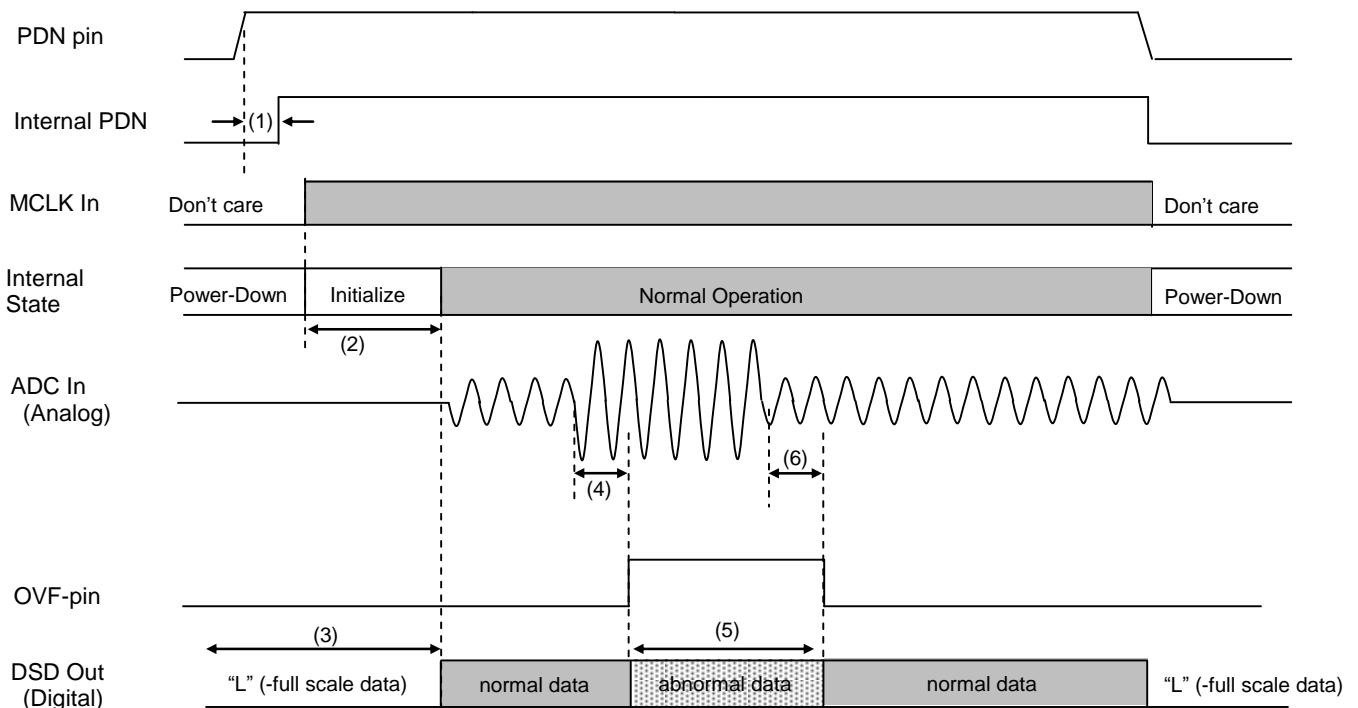 PDN pin
Internal PDN
(1)
MCLK In
Don't care
Don't care
Internal
State
Power-Down
Initialize
Normal Operation
Power-Down
(2)
ADC In
(Analog)
(4)
(6)
OVF-pin
(3)
(5)
DSD Out
(Digital)
“L” (-full scale data)
normal data
abnormal data
normal data
“L” (-full scale data)